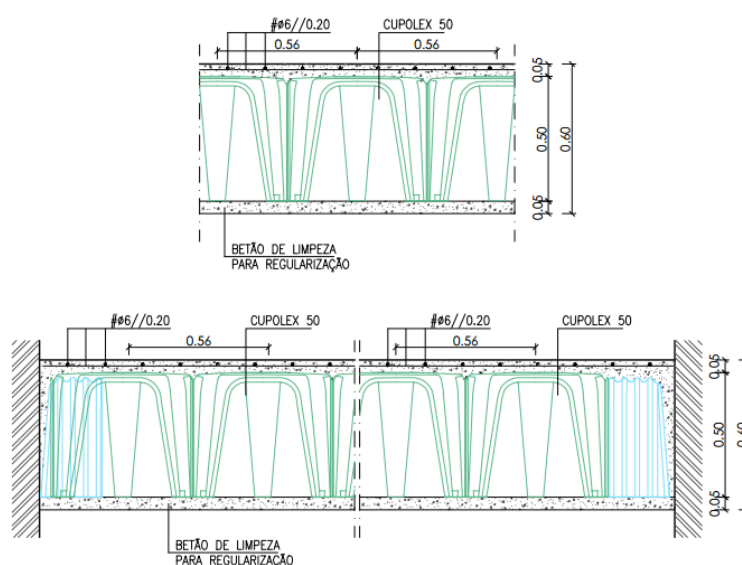 #ø6//0.20 CUPOLEX 50
0.56 0.56
0.05
0.50
0.60
0.05
BETÃO DE LIMPEZA
PARA REGULARIZAÇÃO
#ø6//0.20 CUPOLEX 50 #ø6//0.20 CUPOLEX 50
0.56 0.56
0.05
0.50
0.60
0.05
BETÃO DE LIMPEZA
PARA REGULARIZAÇÃO